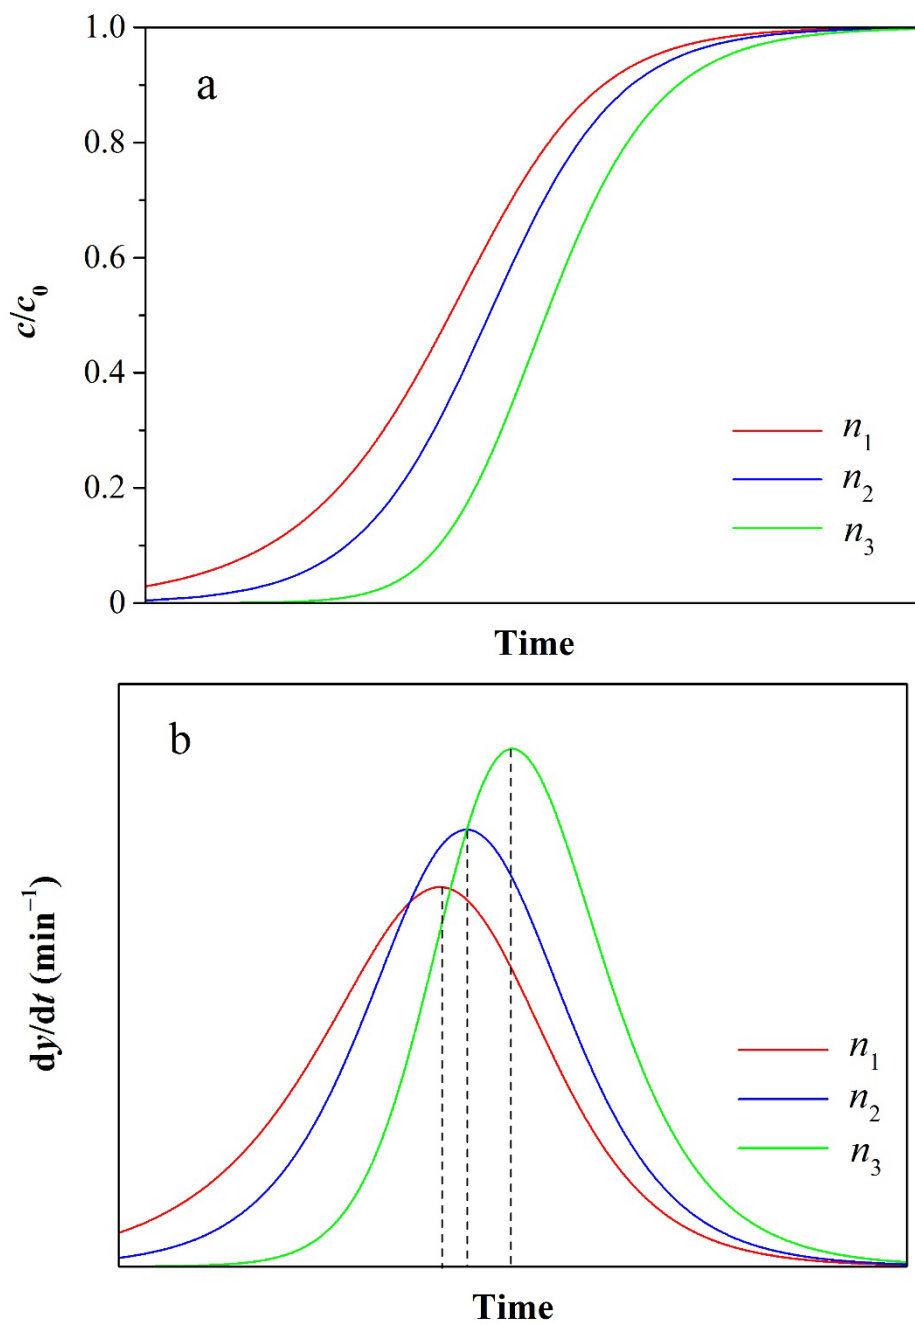 a
1.0
0.8
0.6
0.4
0.2
0
c/c₀
n₁
n₂
n₃
Time
b
dy/dt (min⁻¹)
n₁
n₂
n₃
Time